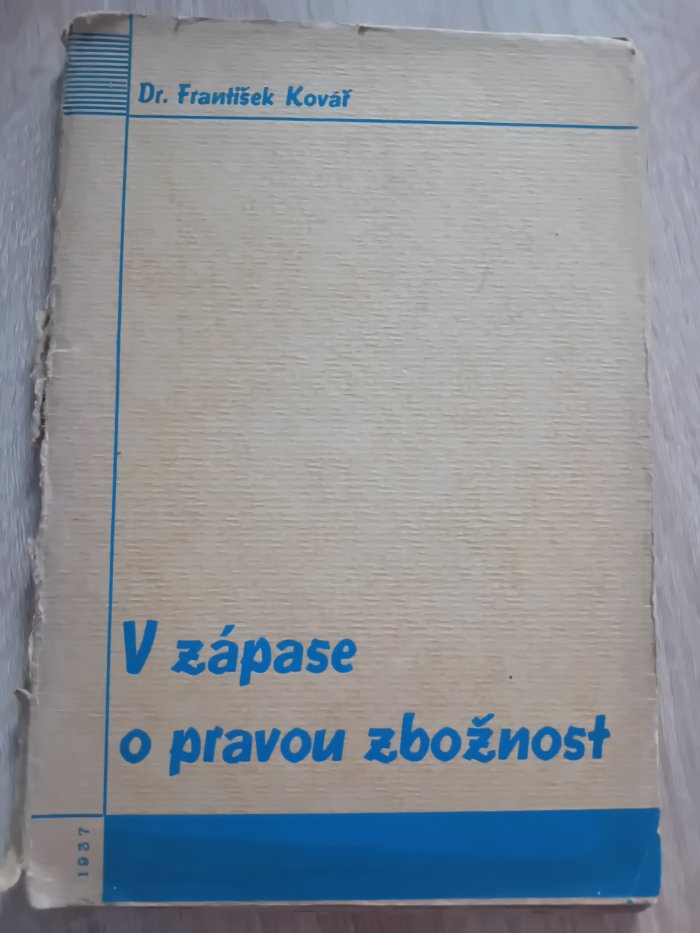 Dr. František Kovář
V zápase
o pravou zbožnost
1937